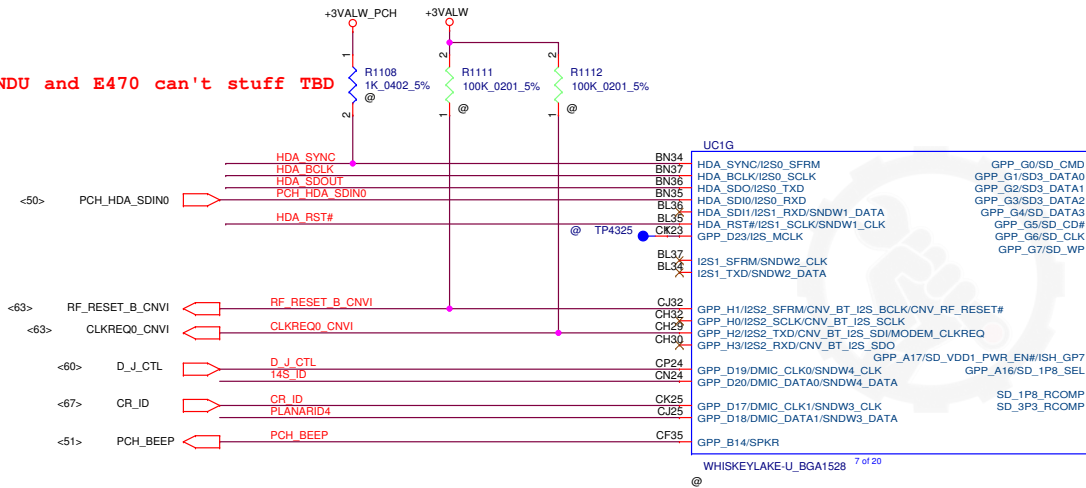 +3VALW_PCH
+3VALW
NDU and E470 can't stuff TBD
1
2
R1108
1K_0402_5%
@
2
1
R1111
100K_0201_5%
@
2
1
R1112
100K_0201_5%
@
UC1G
HDA_SYNC BN34 HDA_SYNC/I2S0_SFRM GPP_G0/SD_CMD
HDA_BCLK BN37 HDA_BCLK/I2S0_SCLK GPP_G1/SD3_DATA0
HDA_SDOUT BN36 HDA_SDO/I2S0_TXD GPP_G2/SD3_DATA1
<50> PCH_HDA_SDIN0 PCH_HDA_SDIN0 BN35 HDA_SDI0/I2S0_RXD GPP_G3/SD3_DATA2
BL36 HDA_SDI1/I2S1_RXD/SNDW1_DATA GPP_G4/SD_DATA3
HDA_RST# BL35 HDA_RST#/I2S1_SCLK/SNDW1_CLK GPP_G5/SD_CD#
@ TP4325 CK23 GPP_D23/I2S_MCLK GPP_G6/SD_CLK
GPP_G7/SD_WP
BL37 I2S1_SFRM/SNDW2_CLK
BL34 I2S1_TXD/SNDW2_DATA
<63> RF_RESET_B_CNVI RF_RESET_B_CNVI CJ32 GPP_H1/I2S2_SFRM/CNV_BT_I2S_BCLK/CNV_RF_RESET#
CH32 GPP_H0/I2S2_SCLK/CNV_BT_I2S_SCLK
<63> CLKREQ0_CNVI CLKREQ0_CNVI CH29 GPP_H2/I2S2_TXD/CNV_BT_I2S_SDI/MODEM_CLKREQ
CH30 GPP_H3/I2S2_RXD/CNV_BT_I2S_SDO
GPP_A17/SD_VDD1_PWR_EN#/ISH_GP7
<60> D_J_CTL D_J_CTL CP24 GPP_D19/DMIC_CLK0/SNDW4_CLK GPP_A16/SD_1P8_SEL
14S_ID CN24 GPP_D20/DMIC_DATA0/SNDW4_DATA
SD_1P8_RCOMP
<67> CR_ID CR_ID CK25 GPP_D17/DMIC_CLK1/SNDW3_CLK SD_3P3_RCOMP
PLANARID4 CJ25 GPP_D18/DMIC_DATA1/SNDW3_DATA
<51> PCH_BEEP PCH_BEEP CF35 GPP_B14/SPKR
WHISKEYLAKE-U_BGA1528 7 of 20
@